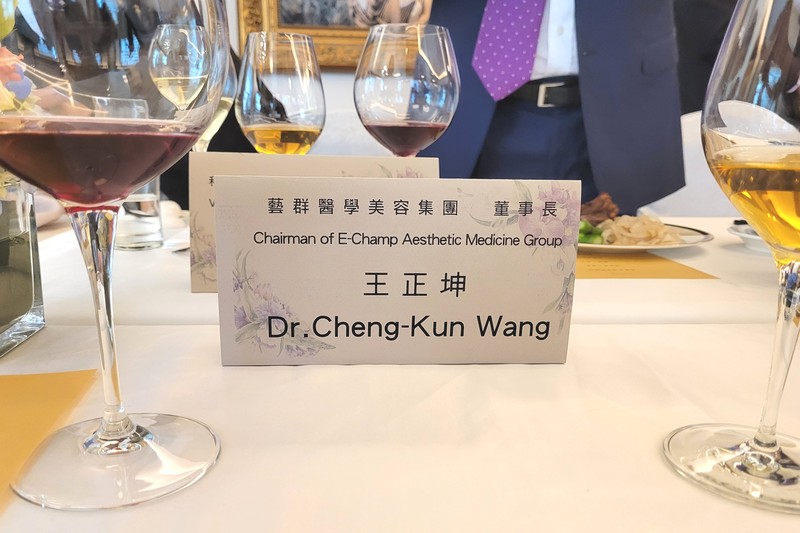 藝群醫學美容集團 董事長
Chairman of E-Champ Aesthetic Medicine Group
王正坤
Dr.Cheng-Kun Wang